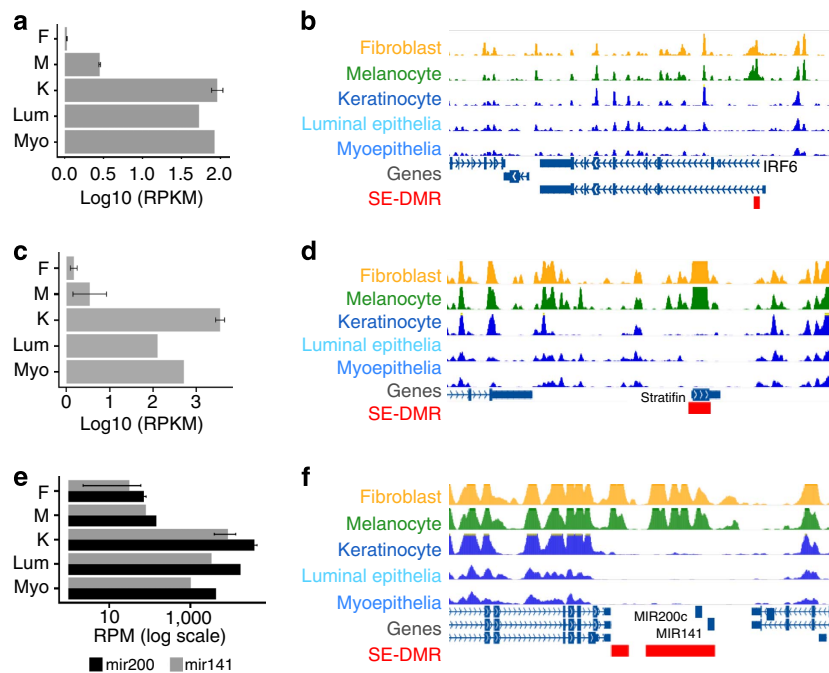 a
F
M
K
Lum
Myo
0.0 0.5 1.0 1.5 2.0
Log10 (RPKM)
b
Fibroblast
Melanocyte
Keratinocyte
Luminal epithelia
Myoepithelia
Genes
IRF6
SE-DMR
c
F
M
K
Lum
Myo
0 1 2 3
Log10 (RPKM)
d
Fibroblast
Melanocyte
Keratinocyte
Luminal epithelia
Myoepithelia
Genes
Stratifin
SE-DMR
e
F
M
K
Lum
Myo
10 1,000
RPM (log scale)
mir200 mir141
f
Fibroblast
Melanocyte
Keratinocyte
Luminal epithelia
Myoepithelia
MIR200c
Genes
MIR141
SE-DMR